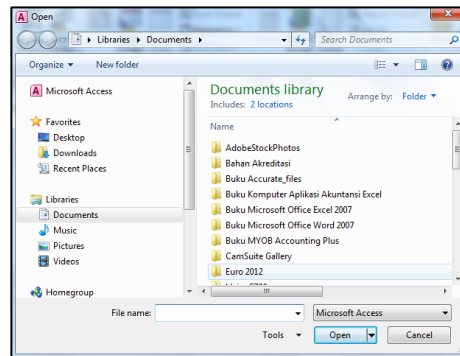 Open
Libraries Documents
Search Documents
Organize New folder
Microsoft Access
Favorites
Desktop
Downloads
Recent Places
Libraries
Documents
Music
Pictures
Videos
Homegroup
Documents library
Includes: 2 locations
Arrange by: Folder
Name
AdobeStockPhotos
Bahan Akreditasi
Buku Accurate_files
Buku Komputer Aplikasi Akuntansi Excel
Buku Microsoft Office Excel 2007
Buku Microsoft Office Word 2007
Buku MYOB Accounting Plus
CamSuite Gallery
Euro 2012
File name:
Microsoft Access
Tools Open Cancel